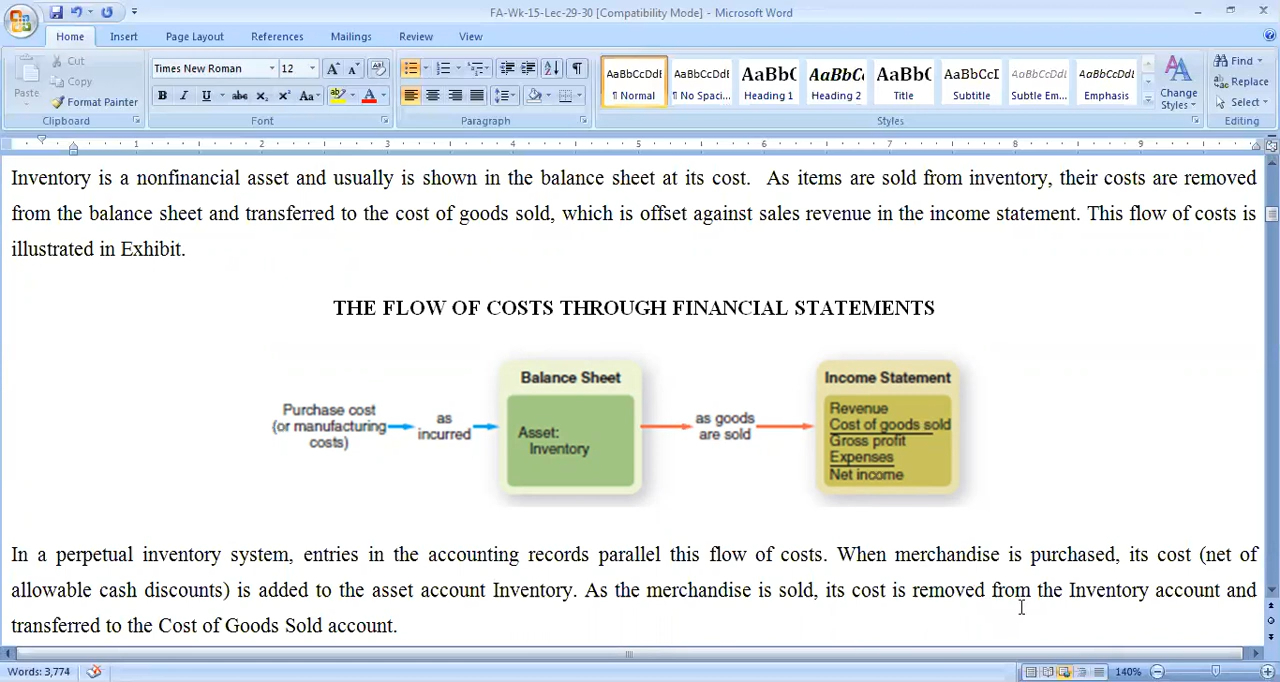 FA-Wk-15-Lec-29-30 [Compatibility Mode] - Microsoft Word
Home Insert Page Layout References Mailings Review View
Paste
Cut
Copy
Format Painter
Clipboard
Times New Roman 12
Font
Paragraph
AaBbCcDdI AaBbCcDdI AaBbC AaBbCc AaBbC AaBbCcI AaBbCcDdI AaBbCcDdI
¶ Normal ¶ No Spaci... Heading 1 Heading 2 Title Subtitle Subtle Em... Emphasis
Change Styles
Styles
Find
Replace
Select
Editing
1 2 3 4 5 6 7 8 9
Inventory is a nonfinancial asset and usually is shown in the balance sheet at its cost. As items are sold from inventory, their costs are removed
from the balance sheet and transferred to the cost of goods sold, which is offset against sales revenue in the income statement. This flow of costs is
illustrated in Exhibit.
THE FLOW OF COSTS THROUGH FINANCIAL STATEMENTS
Purchase cost
(or manufacturing
costs)
as
incurred
Balance Sheet
Asset:
Inventory
as goods
are sold
Income Statement
Revenue
Cost of goods sold
Gross profit
Expenses
Net income
In a perpetual inventory system, entries in the accounting records parallel this flow of costs. When merchandise is purchased, its cost (net of
allowable cash discounts) is added to the asset account Inventory. As the merchandise is sold, its cost is removed from the Inventory account and
transferred to the Cost of Goods Sold account.
Words: 3,774
140%